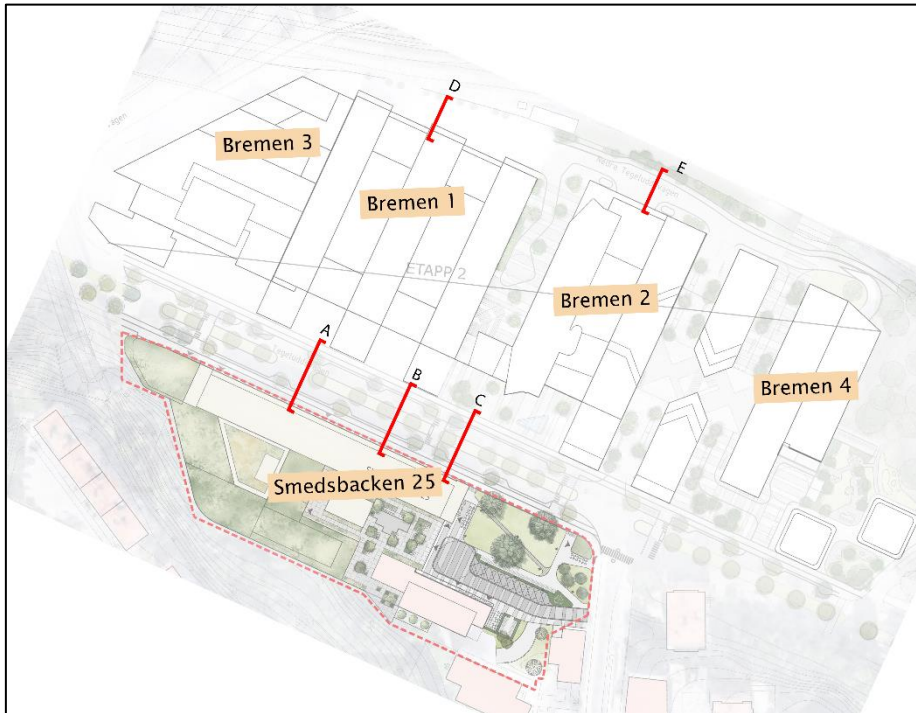 D
E
Bremen 3
Bremen 1
ETAPP 2
Bremen 2
A
B
C
Bremen 4
Smedsbacken 25